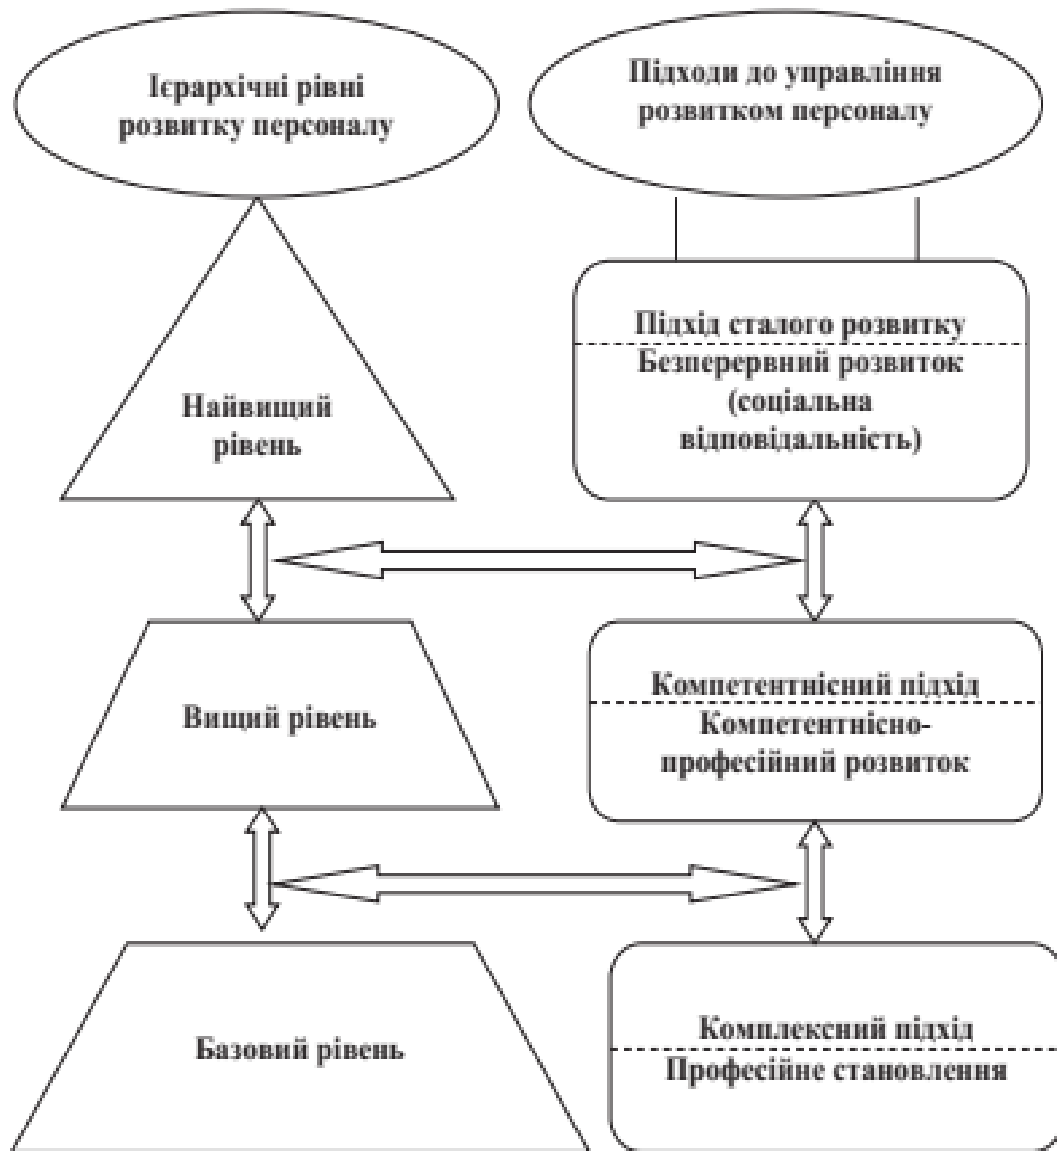 Ієрархічні рівні
розвитку персоналу
Підходи до управління
розвитком персоналу
Найвищий
рівень
Підхід сталого розвитку
Безперервний розвиток
(соціальна
відповідальність)
Вищий рівень
Компетентнісний підхід
Компетентнісно-
професійний розвиток
Базовий рівень
Комплексний підхід
Професійне становлення